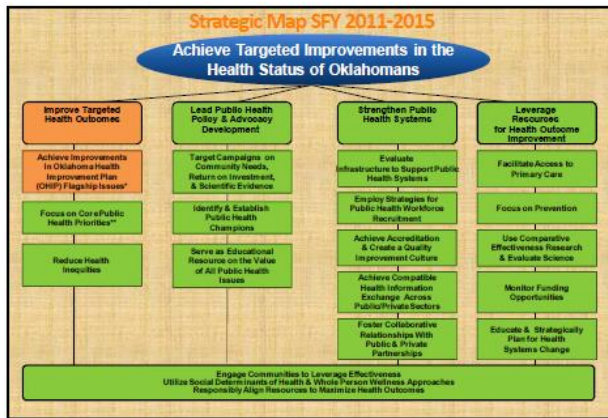 Strategic Map SFY 2011-2015
Achieve Targeted Improvements in the
Health Status of Oklahomans
Improve Targeted
Health Outcomes
Achieve Improvements
in Oklahoma Health
Improvement Plan
(OHIP) Flagship Issues*
Focus on Core Public
Health Priorities**
Reduce Health
Inequities
Lead Public Health
Policy & Advocacy
Development
Target Campaigns on
Community Needs,
Return on Investment,
& Scientific Evidence
Identify & Establish
Public Health
Champions
Serve as Educational
Resource on the Value
of All Public Health
Issues
Strengthen Public
Health Systems
Evaluate
Infrastructure to Support Public
Health Systems
Employ Strategies for
Public Health Workforce
Recruitment
Achieve Accreditation
& Create a Quality
Improvement Culture
Achieve Compatible
Health Information
Exchange Across
Public/Private Sectors
Foster Collaborative
Relationships With
Public & Private
Partnerships
Leverage
Resources
for Health Outcome
Improvement
Facilitate Access to
Primary Care
Focus on Prevention
Use Comparative
Effectiveness Research
& Evaluate Science
Monitor Funding
Opportunities
Educate & Strategically
Plan for Health
Systems Change
Engage Communities to Leverage Effectiveness
Utilize Social Determinants of Health & Whole Person Wellness Approaches
Responsibly Align Resources to Maximize Health Outcomes